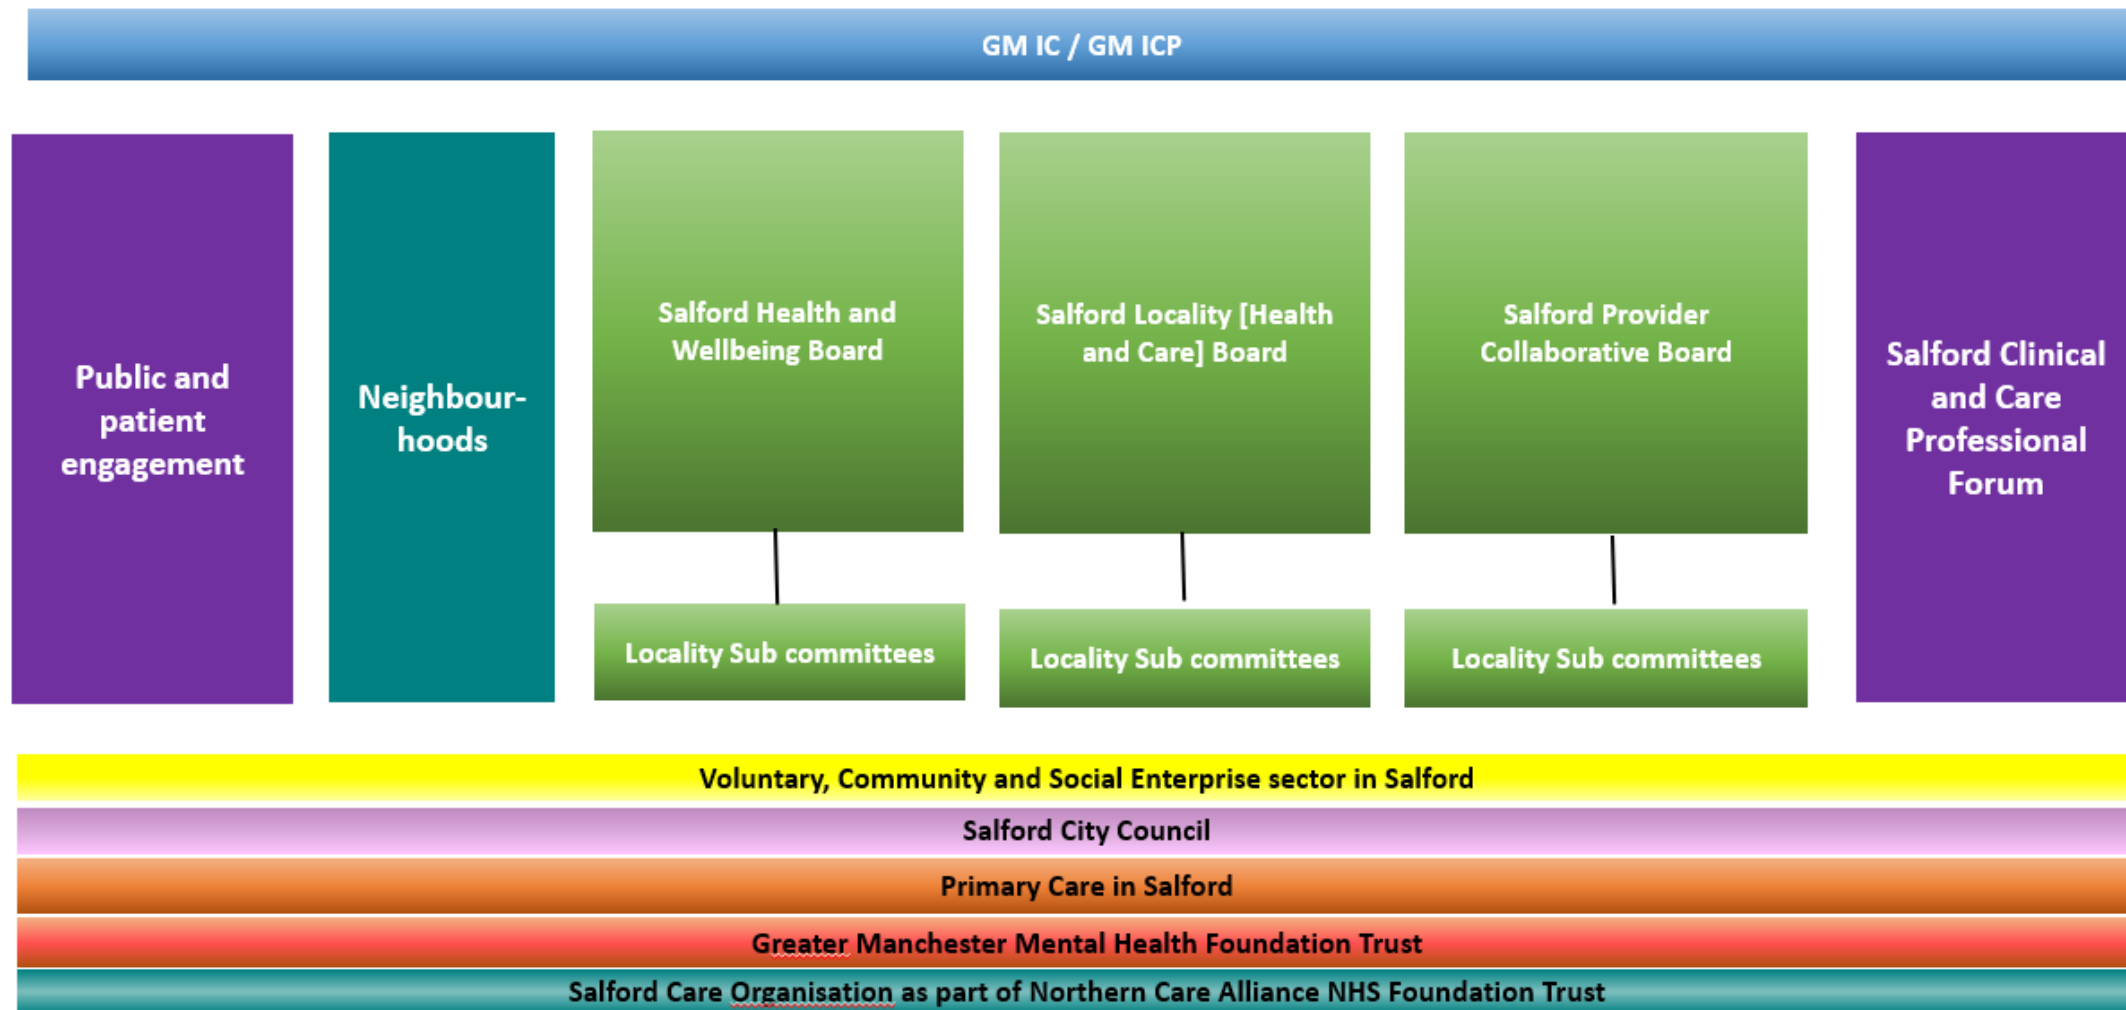 GM IC / GM ICP
Public and
patient
engagement
Neighbour-
hoods
Salford Health and
Wellbeing Board
Salford Locality [Health
and Care] Board
Salford Provider
Collaborative Board
Salford Clinical
and Care
Professional
Forum
Locality Sub committees
Locality Sub committees
Locality Sub committees
Voluntary, Community and Social Enterprise sector in Salford
Salford City Council
Primary Care in Salford
Greater Manchester Mental Health Foundation Trust
Salford Care Organisation as part of Northern Care Alliance NHS Foundation Trust